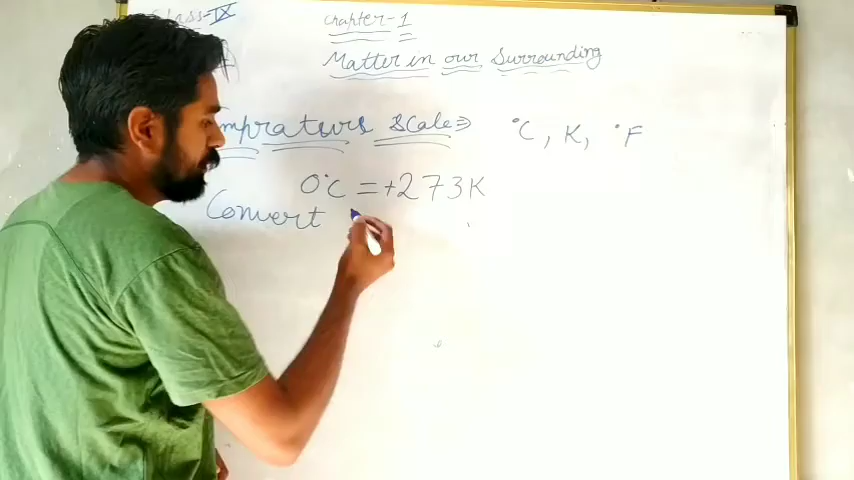 Class-IX
Chapter-1
Matter in our Surrounding
mprature Scale⇒ °C, K, °F
0°C = +273K
Convert